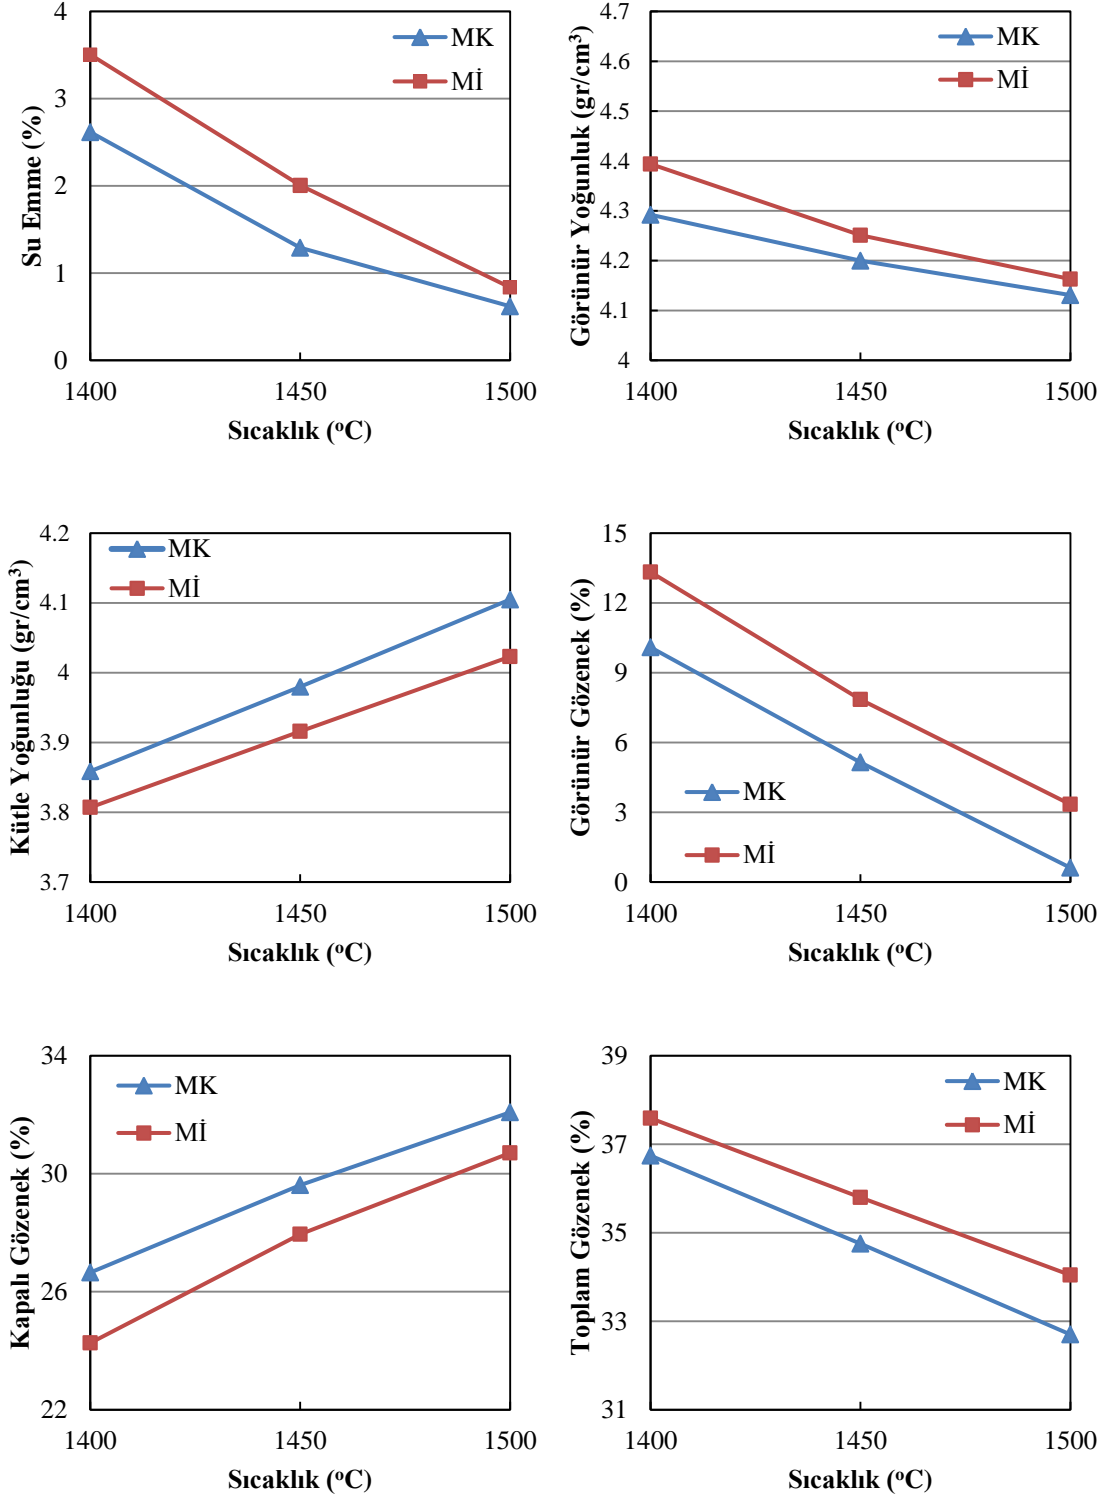 4
3
2
1
0
Su Emme (%)
MK
Mİ
1400 1450 1500
Sıcaklık (ºC)
4.7
4.6
4.5
4.4
4.3
4.2
4.1
4
Görünür Yoğunluk (gr/cm³)
MK
Mİ
1400 1450 1500
Sıcaklık (ºC)
4.2
4.1
4
3.9
3.8
3.7
Kütle Yoğunluğu (gr/cm³)
MK
Mİ
1400 1450 1500
Sıcaklık (ºC)
15
12
9
6
3
0
Görünür Gözenek (%)
MK
Mİ
1400 1450 1500
Sıcaklık (ºC)
34
30
26
22
Kapalı Gözenek (%)
MK
Mİ
1400 1450 1500
Sıcaklık (ºC)
39
37
35
33
31
Toplam Gözenek (%)
MK
Mİ
1400 1450 1500
Sıcaklık (ºC)